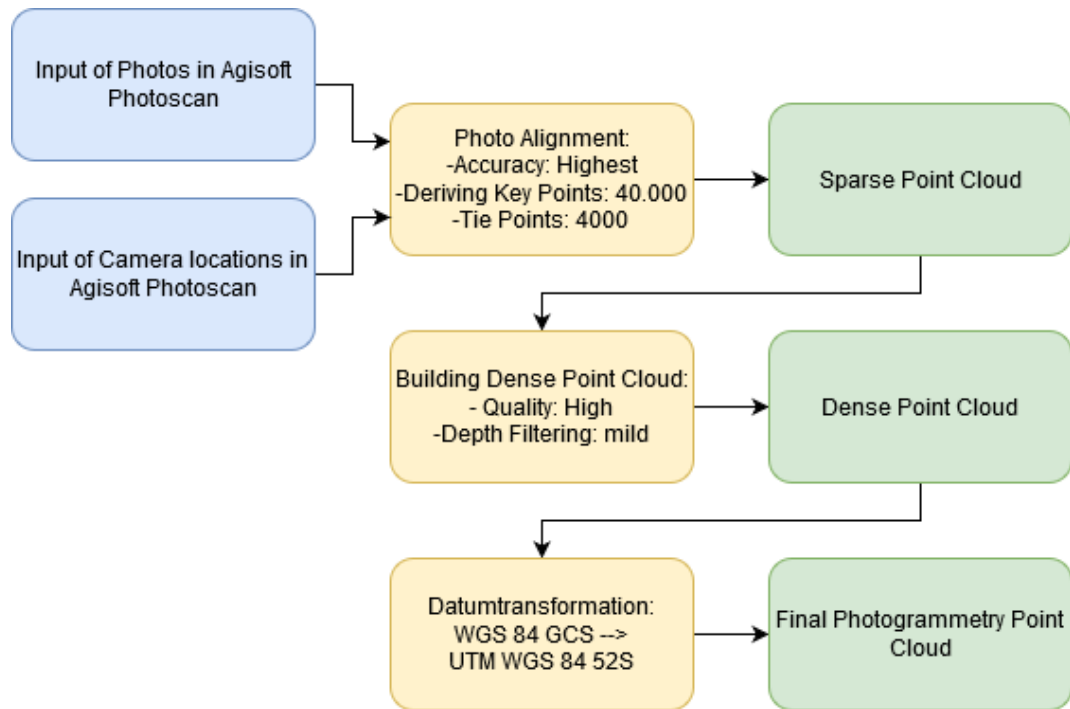 Input of Photos in Agisoft
Photoscan
Input of Camera locations in
Agisoft Photoscan
Photo Alignment:
-Accuracy: Highest
-Deriving Key Points: 40.000
-Tie Points: 4000
Sparse Point Cloud
Building Dense Point Cloud:
- Quality: High
-Depth Filtering: mild
Dense Point Cloud
Datumtransformation:
WGS 84 GCS -->
UTM WGS 84 52S
Final Photogrammetry Point
Cloud